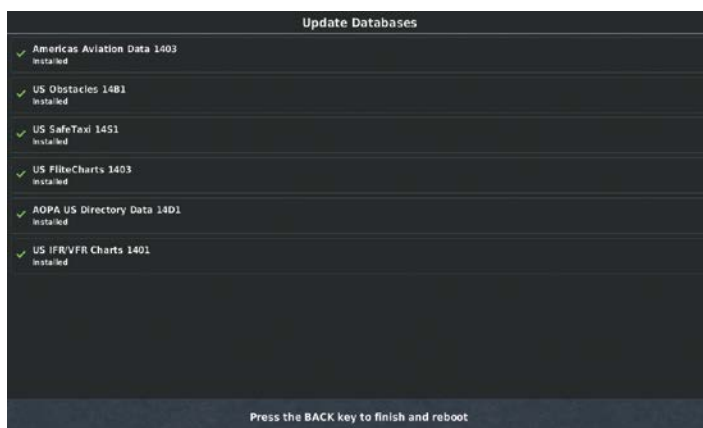 Update Databases
Americas Aviation Data 1403
Installed
US Obstacles 14B1
Installed
US SafeTaxi 14S1
Installed
US FliteCharts 1403
Installed
AOPA US Directory Data 14D1
Installed
US IFR/VFR Charts 1401
Installed
Press the BACK key to finish and reboot